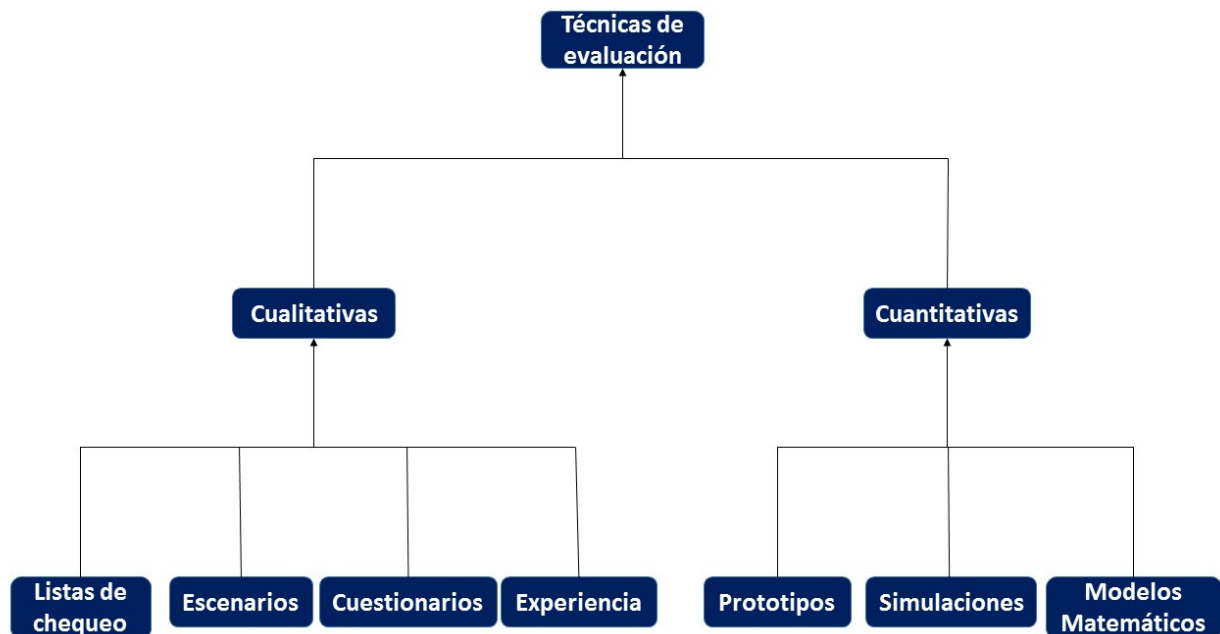 Técnicas de
evaluación
Cualitativas
Cuantitativas
Listas de
chequeo
Escenarios
Cuestionarios
Experiencia
Prototipos
Simulaciones
Modelos
Matemáticos